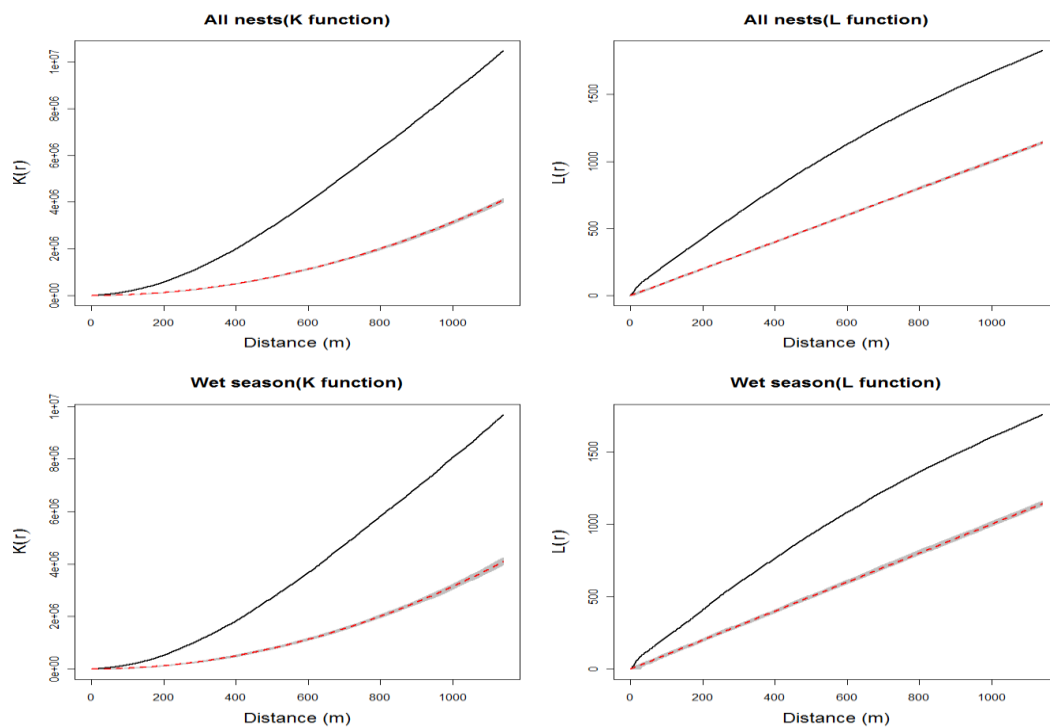 All nests(K function)
K(r)
0e+00 2e+06 4e+06 6e+06 8e+06 1e+07
0 200 400 600 800 1000
Distance (m)
All nests(L function)
L(r)
0 500 1000 1500
0 200 400 600 800 1000
Distance (m)
Wet season(K function)
K(r)
0e+00 2e+06 4e+06 6e+06 8e+06 1e+07
0 200 400 600 800 1000
Distance (m)
Wet season(L function)
L(r)
0 500 1000 1500
0 200 400 600 800 1000
Distance (m)